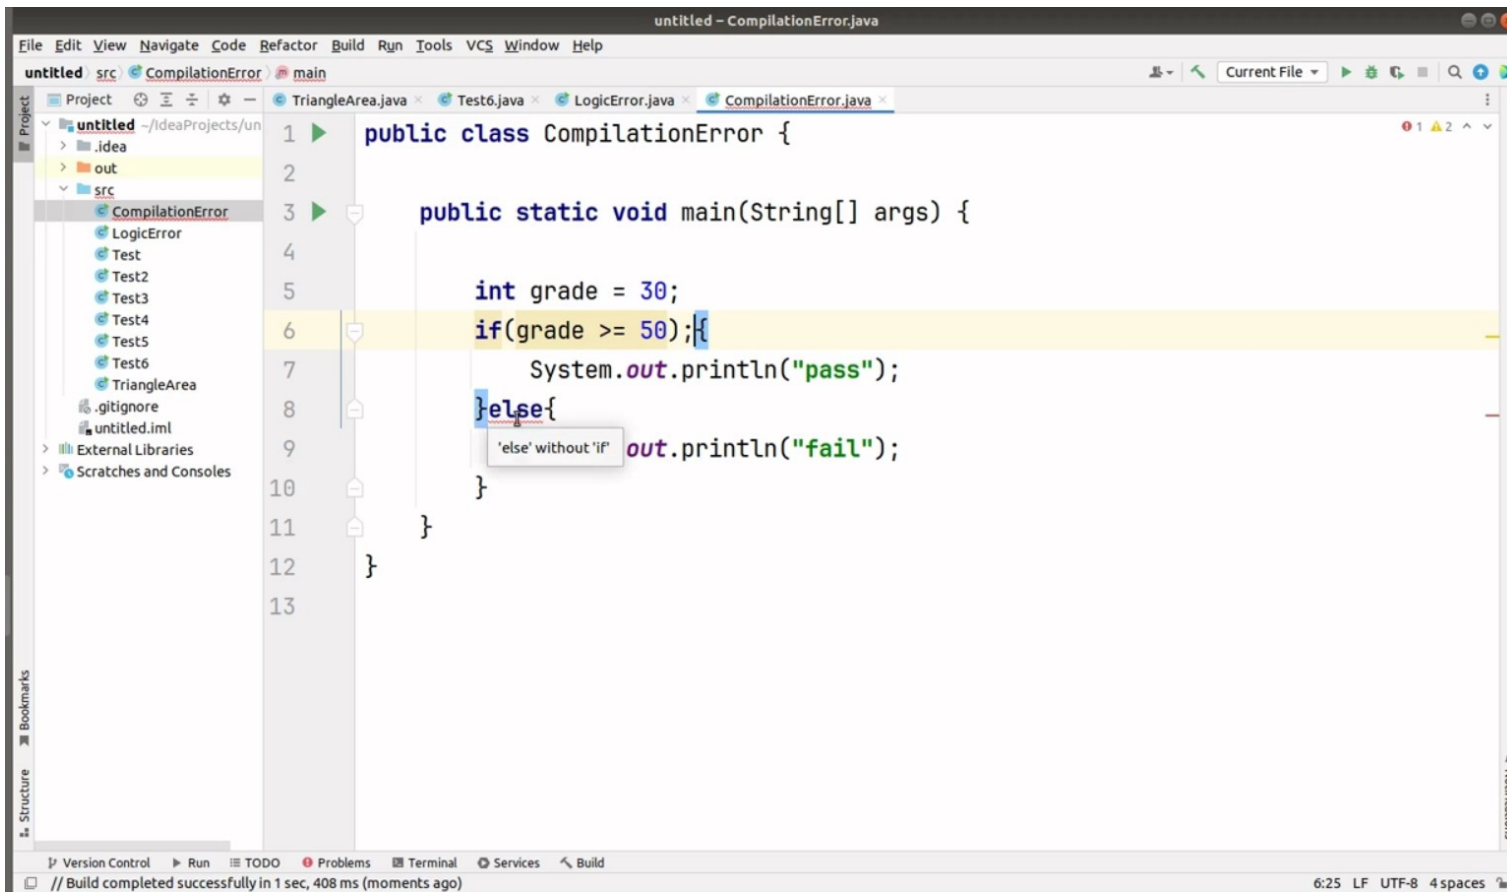 untitled – CompilationError.java
File Edit View Navigate Code Refactor Build Run Tools VCS Window Help
untitled src CompilationError main
Current File
Project
Project
TriangleArea.java
Test6.java
LogicError.java
CompilationError.java
untitled ~/IdeaProjects/un
.idea
out
src
CompilationError
LogicError
Test
Test2
Test3
Test4
Test5
Test6
TriangleArea
.gitignore
untitled.iml
External Libraries
Scratches and Consoles
1 2
1 public class CompilationError {
2
3 public static void main(String[] args) {
4
5 int grade = 30;
6 if(grade >= 50);{
7 System.out.println("pass");
8 }else{
'else' without 'if'
9 out.println("fail");
10 }
11 }
12 }
13
Bookmarks
Structure
Version Control Run TODO Problems Terminal Services Build
// Build completed successfully in 1 sec, 408 ms (moments ago)
6:25 LF UTF-8 4 spaces